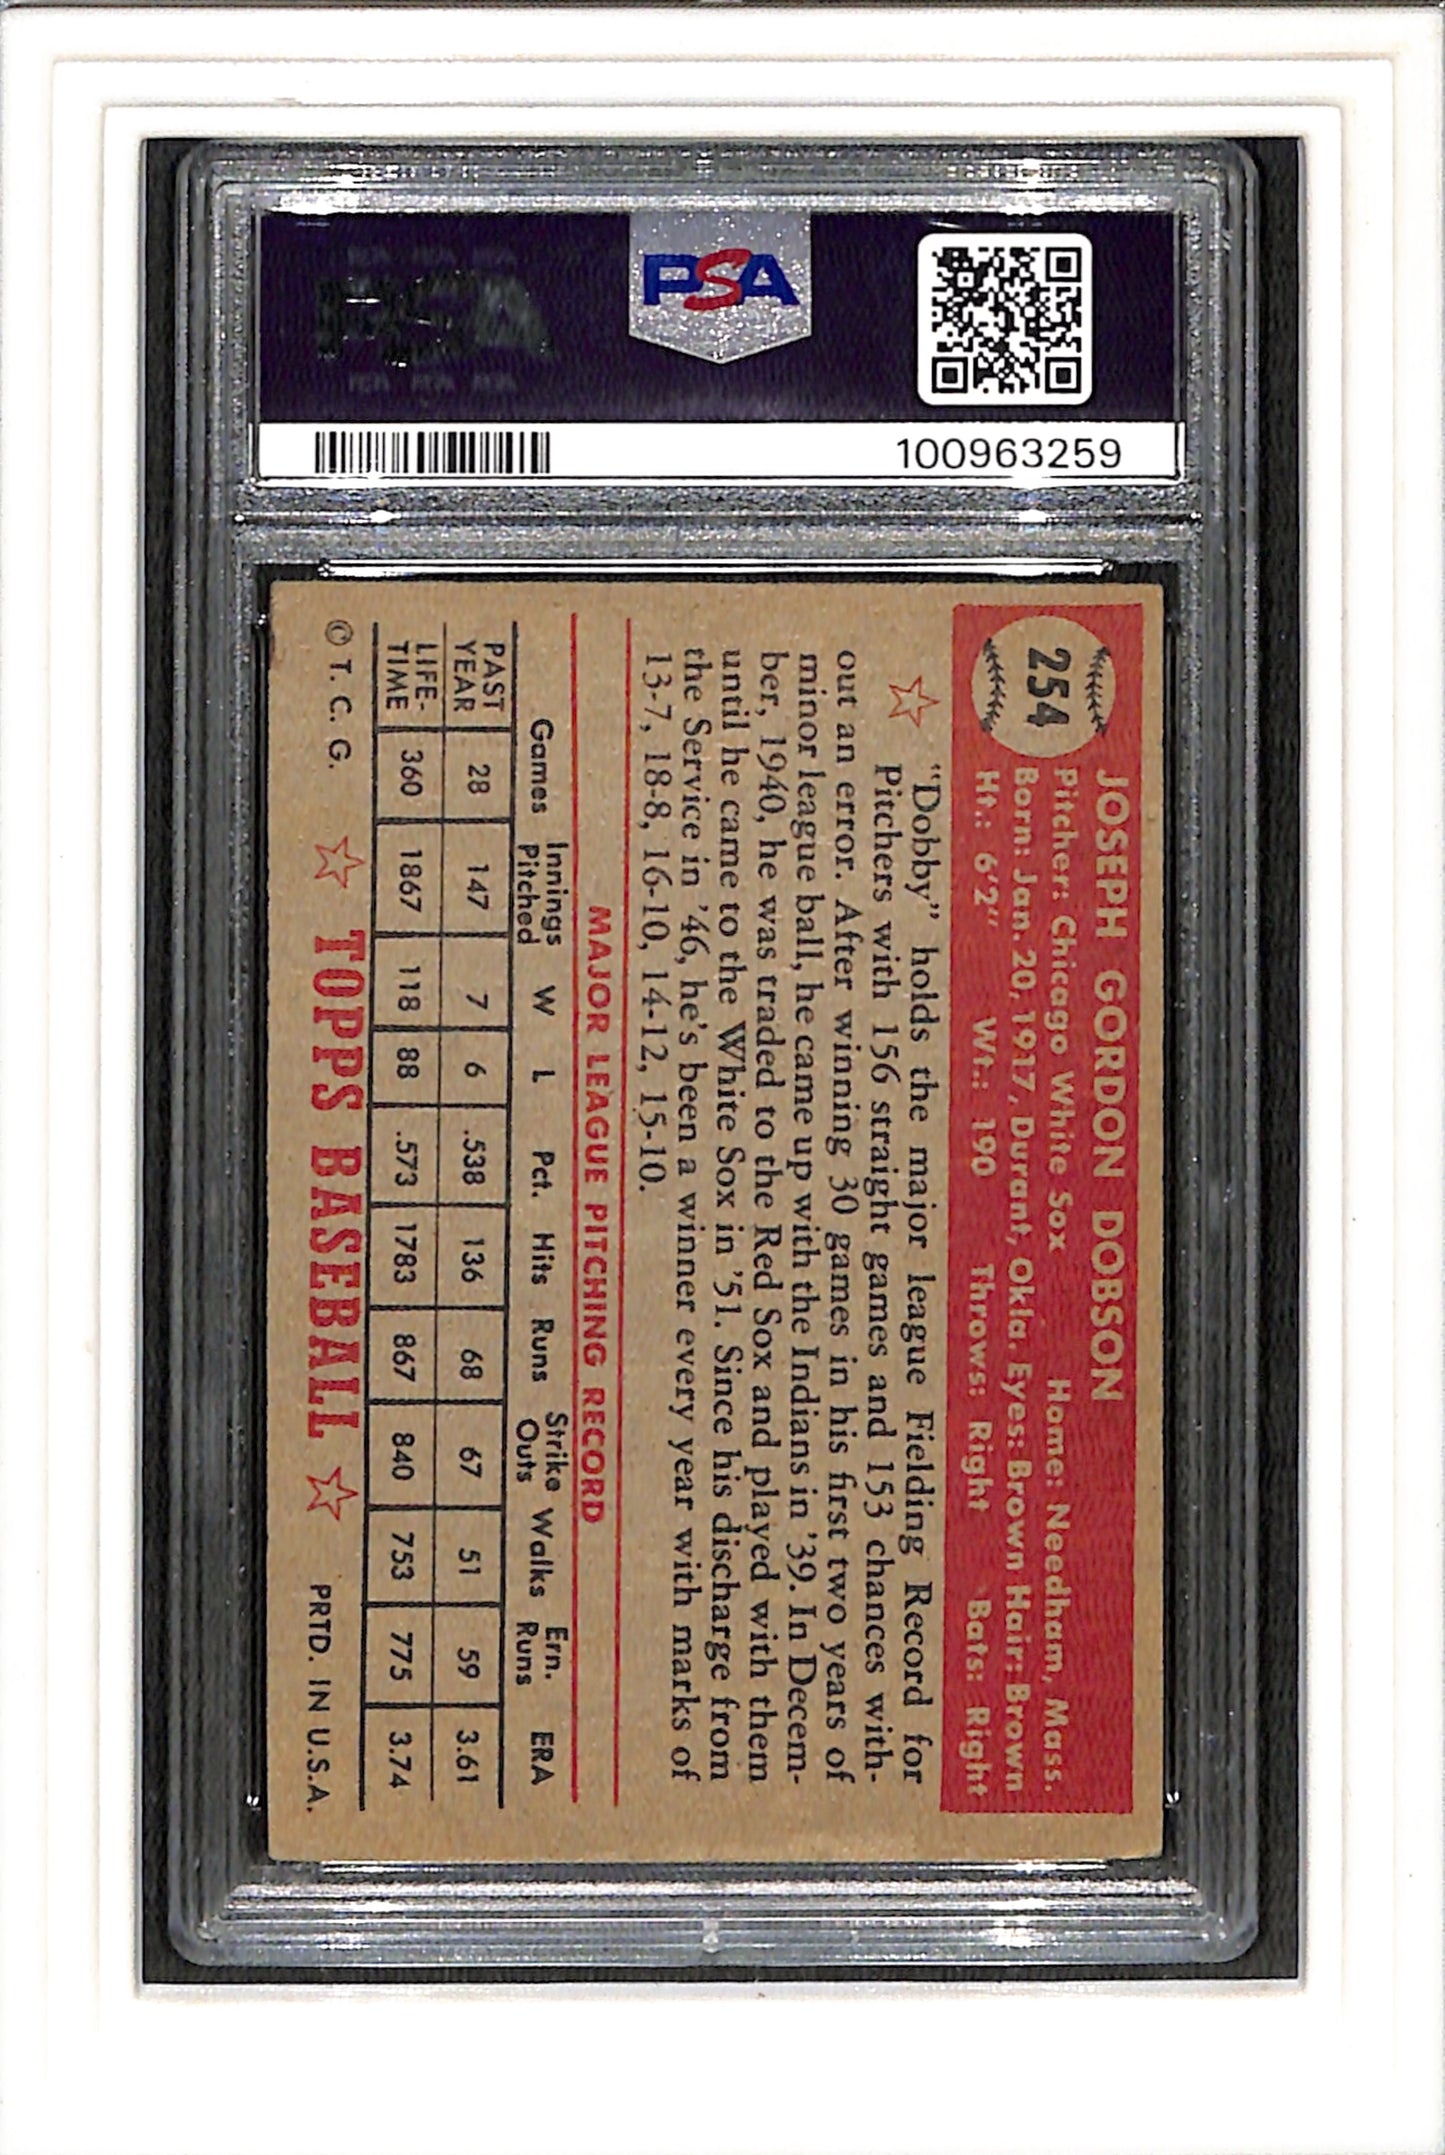 PSA
100963259
254
JOSEPH GORDON DOBSON
Pitcher: Chicago White Sox Home: Needham, Mass.
Born: Jan. 20, 1917, Durant, Okla. Eyes: Brown Hair: Brown
Ht.: 6'2" Wt.: 190 Throws: Right Bats: Right
"Dobby" holds the major league Fielding Record for
Pitchers with 156 straight games and 153 chances with-
out an error. After winning 30 games in his first two years of
minor league ball, he came up with the Indians in '39. In Decem-
ber, 1940, he was traded to the Red Sox and played with them
until he came to the White Sox in '51. Since his discharge from
the Service in '46, he's been a winner every year with marks of
13-7, 18-8, 16-10, 14-12, 15-10.
MAJOR LEAGUE PITCHING RECORD
Games Innings Pitched W L Pct. Hits Runs Strike Outs Walks Ern. Runs ERA
PAST YEAR 28 147 7 6 .538 136 68 67 51 59 3.61
LIFE-TIME 360 1867 118 88 .573 1783 867 840 753 775 3.74
© T. C. G. TOPPS BASEBALL PRTD. IN U.S.A.